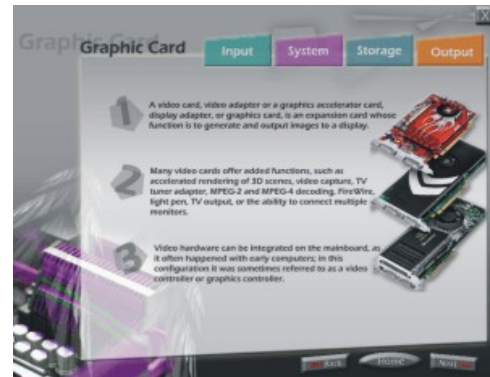 Graphic Card
Graphic Card
Input
System
Storage
Output
X
1
A video card, video adapter or a graphics accelerator card,
display adapter, or graphics card, is an expansion card whose
function is to generate and output images to a display.
2
Many video cards offer added functions, such as
accelerated rendering of 3D scenes, video capture, TV
tuner adapter, MPEG-2 and MPEG-4 decoding, FireWire,
light pen, TV output, or the ability to connect multiple
monitors.
3
Video hardware can be integrated on the mainboard, as
it often happened with early computers; in this
configuration it was sometimes referred to as a video
controller or graphics controller.
Back
Home
Next